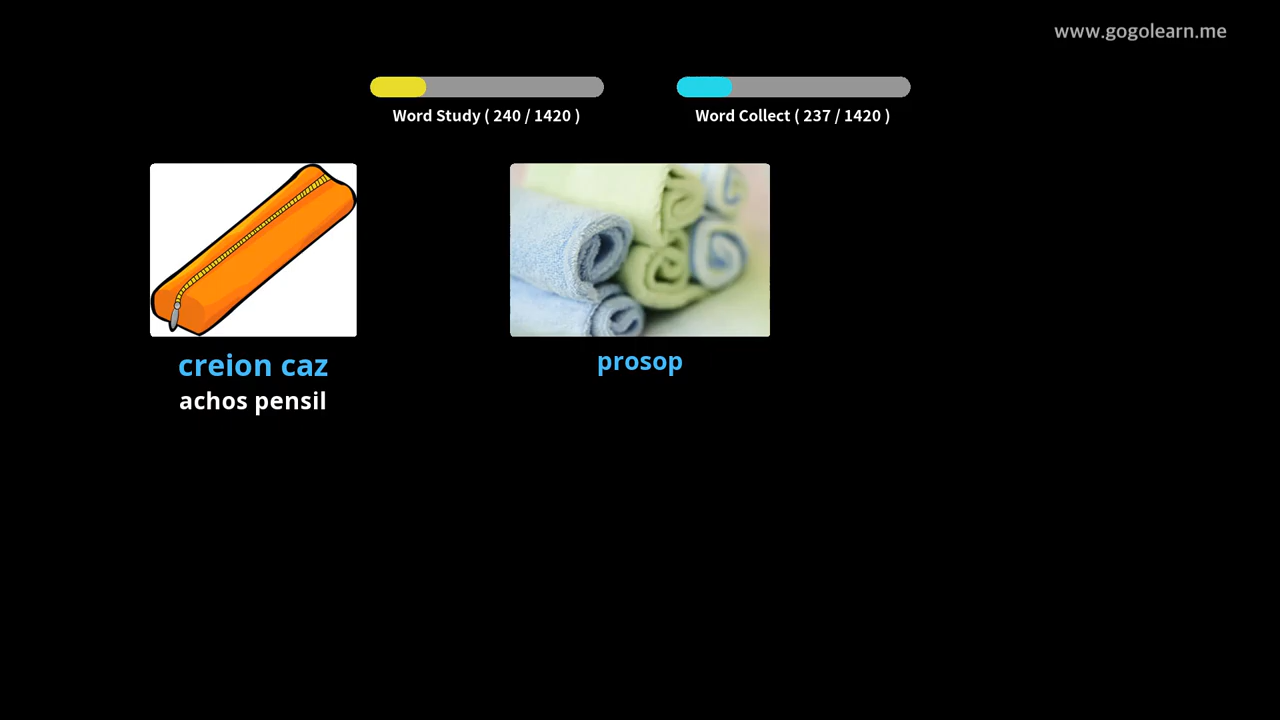 www.gogolearn.me
Word Study ( 240 / 1420 )
Word Collect ( 237 / 1420 )
creion caz
achos pensil
prosop